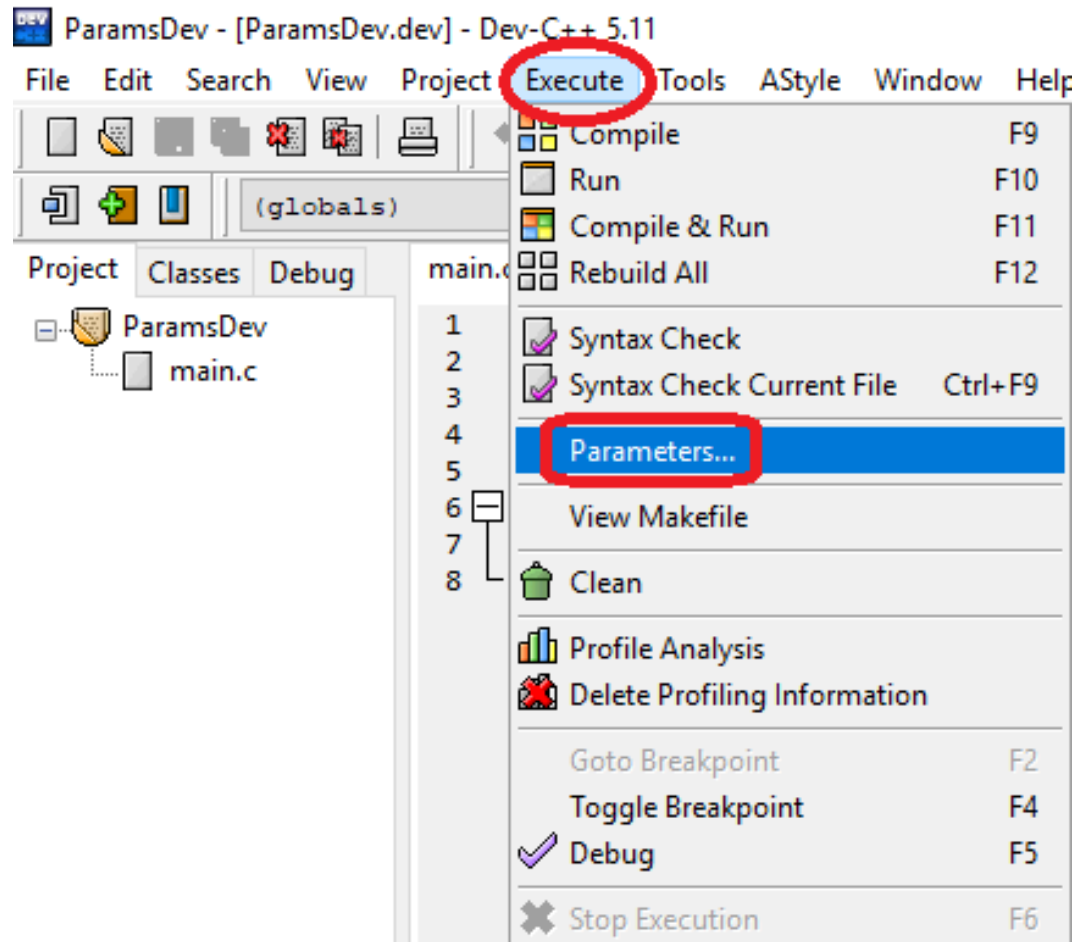 ParamsDev - [ParamsDev.dev] - Dev-C++ 5.11
File Edit Search View Project Execute Tools AStyle Window Help
(globals)
Project Classes Debug
ParamsDev
main.c
main.c
1
2
3
4
5
6
7
8
Compile F9
Run F10
Compile & Run F11
Rebuild All F12
Syntax Check
Syntax Check Current File Ctrl+F9
Parameters...
View Makefile
Clean
Profile Analysis
Delete Profiling Information
Goto Breakpoint F2
Toggle Breakpoint F4
Debug F5
Stop Execution F6